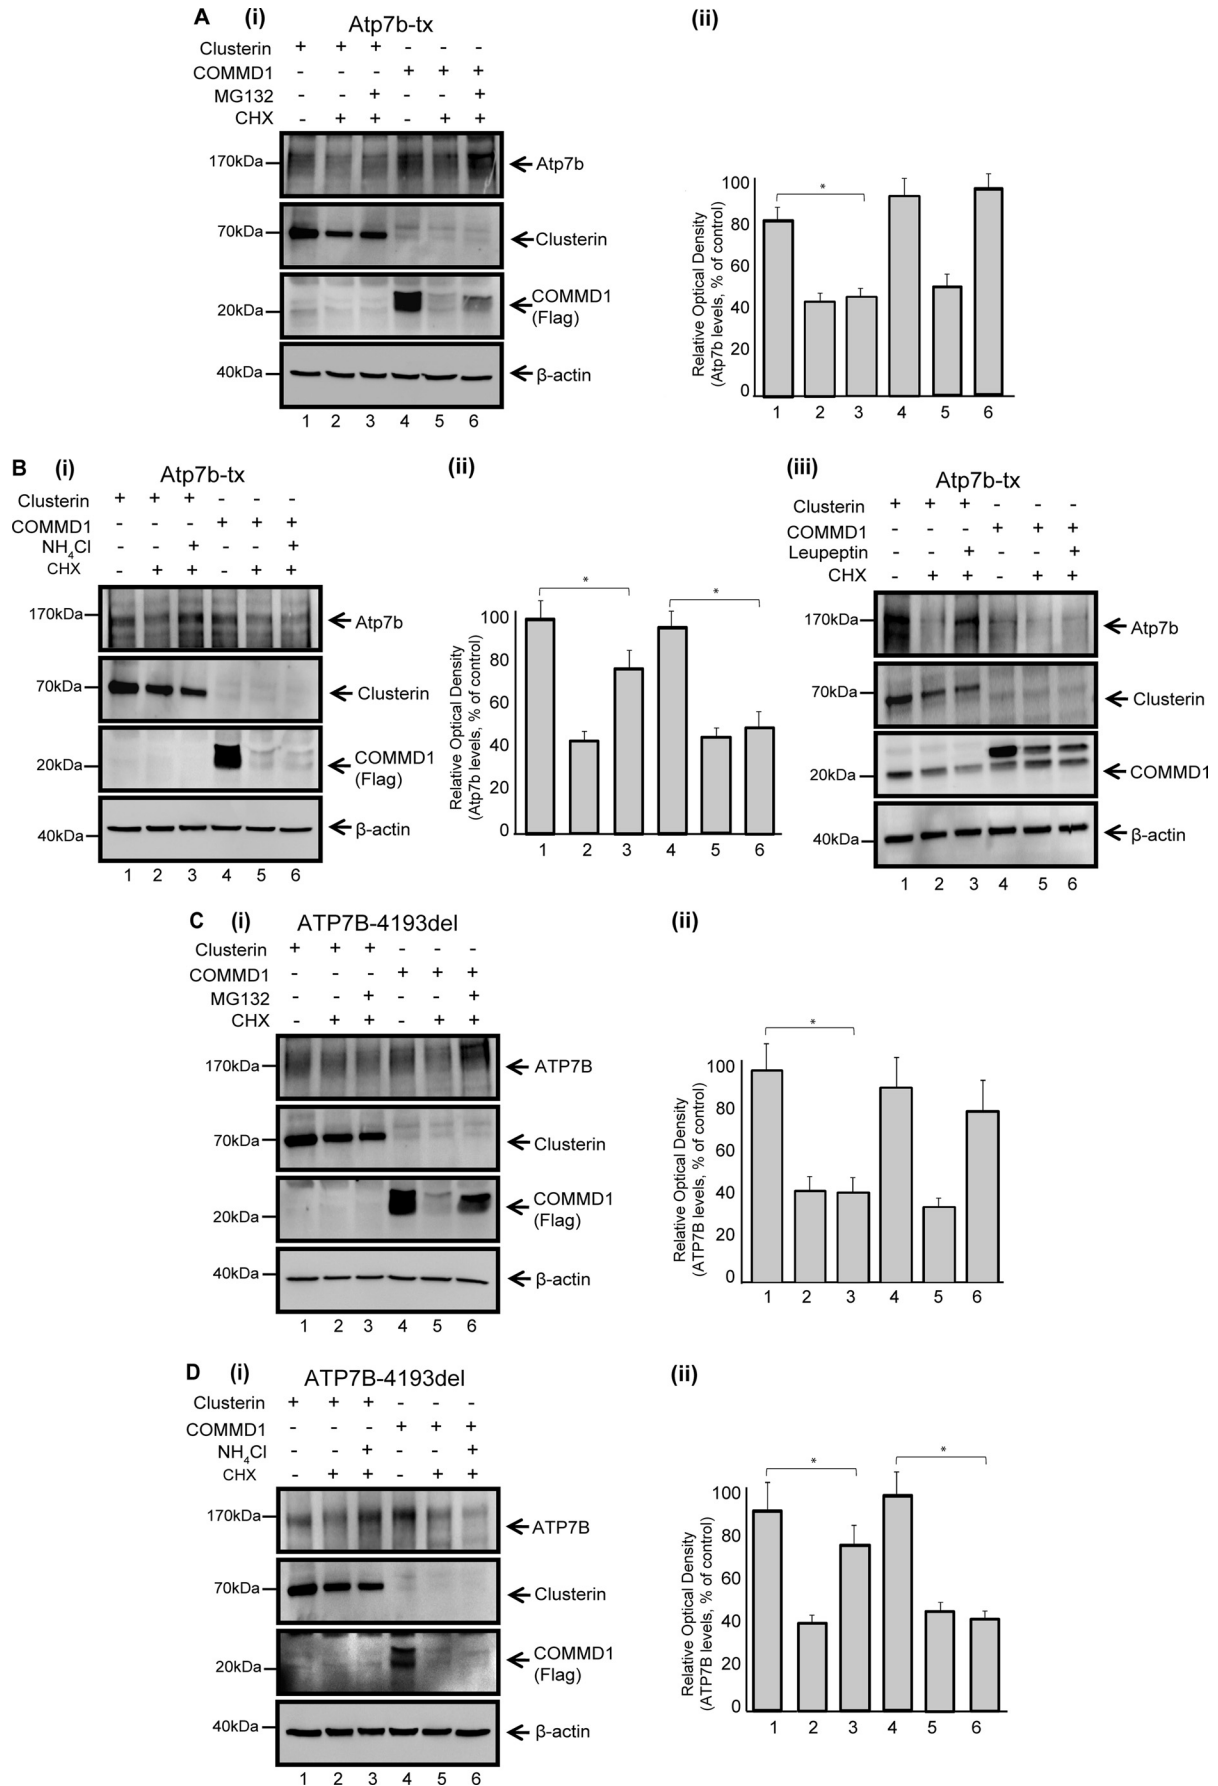 A (i) (ii)
Atp7b-tx
Clusterin + + + - - -
COMMD1 - - - + + +
MG132 - - + - - +
CHX - + + - + +
170kDa Atp7b
70kDa Clusterin
20kDa COMMD1
(Flag)
40kDa β-actin
1 2 3 4 5 6
Relative Optical Density
(Atp7b levels, % of control)
100
80
60
40
20
0
*
1 2 3 4 5 6
B (i) (ii) (iii)
Atp7b-tx
Clusterin + + + - - -
COMMD1 - - - + + +
NH4Cl - - + - - +
CHX - + + - + +
170kDa Atp7b
70kDa Clusterin
20kDa COMMD1
(Flag)
40kDa β-actin
1 2 3 4 5 6
Relative Optical Density
(Atp7b levels, % of control)
100
80
60
40
20
0
* *
1 2 3 4 5 6
Atp7b-tx
Clusterin + + + - - -
COMMD1 - - - + + +
Leupeptin - - + - - +
CHX - + + - + +
170kDa Atp7b
70kDa Clusterin
20kDa COMMD1
40kDa β-actin
1 2 3 4 5 6
C (i) (ii)
ATP7B-4193del
Clusterin + + + - - -
COMMD1 - - - + + +
MG132 - - + - - +
CHX - + + - + +
170kDa ATP7B
70kDa Clusterin
20kDa COMMD1
(Flag)
40kDa β-actin
1 2 3 4 5 6
Relative Optical Density
(ATP7B levels, % of control)
100
80
60
40
20
0
*
1 2 3 4 5 6
D (i) (ii)
ATP7B-4193del
Clusterin + + + - - -
COMMD1 - - - + + +
NH4Cl - - + - - +
CHX - + + - + +
170kDa ATP7B
70kDa Clusterin
20kDa COMMD1
(Flag)
40kDa β-actin
1 2 3 4 5 6
Relative Optical Density
(ATP7B levels, % of control)
100
80
60
40
20
0
* *
1 2 3 4 5 6